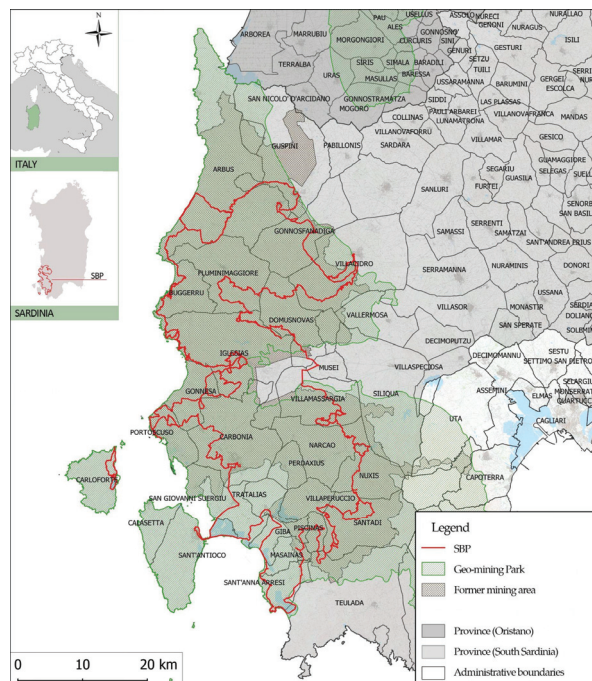 N
ITALY
SBP
SARDINIA
ARBOREA
MARRUBIU
TERRALBA
URAS
PAU
ALES
MORGONGIORI
SIRIS
SIMALA
MASULLAS
GONNOSTRAMATZA
MOGORO
USELLUS
CURCURIS
BARADILI
BARESSA
ASSOLO
GONNOSNO'
SINI
GENURI
SETZU
TUILI
USSARAMANNA
SIDDI
PAULI ARBAREI
LUNAMATRONA
COLLINAS
VILLANOVAFORRU
SARDARA
NURECI
GENONI
NURAGUS
GESTURI
BARUMINI
LAS PLASSAS
VILLANOVAFRANCA
VILLAMAR
NURALLAO
ISILI
GERGEI
ESCOLCA
MANDAS
GESICO
GUAMAGGIORE
SELEGAS
SEGARIU
GUASILA
FURTEI
SAN NICOLO' D'ARCIDANO
GUSPINI
PABILLONIS
ARBUS
SANLURI
SAMASSI
SERRENTI
SAMATZAI
SANT'ANDREA FRIUS
SAN BASIL
GONNOSFANADIGA
VILLACIDRO
SERRAMANNA
NURAMINIS
DONORI
USSANA
FLUMINIMAGGIORE
BUGGERRU
DOMUSNOVAS
VALLERMOSA
VILLASOR
MONASTIR
SAN SPERATE
DECIMOPUTZU
IGLESIAS
MUSEI
VILLASPECIOSA
DECIMOMANNU
SESTU
SETTIMO SAN PIETRO
GONNESA
VILLAMASSARGIA
SILIQUA
UTA
ASSEMINI
ELMAS
CAGLIARI
PORTOSCUSO
CARBONIA
NARCAO
PERDAXIUS
NUXIS
CAPOTERRA
CARLOFORTE
SAN GIOVANNI SUERGIU
TRATALIAS
VILLAPERUCCIO
CALASETTA
GIBA
PISCINAS
SANTADI
SANT'ANTIOCO
MASAINAS
SANT'ANNA ARRESI
TEULADA
Legend
SBP
Geo-mining Park
Former mining area
Province (Oristano)
Province (South Sardinia)
Administrative boundaries
0 10 20 km